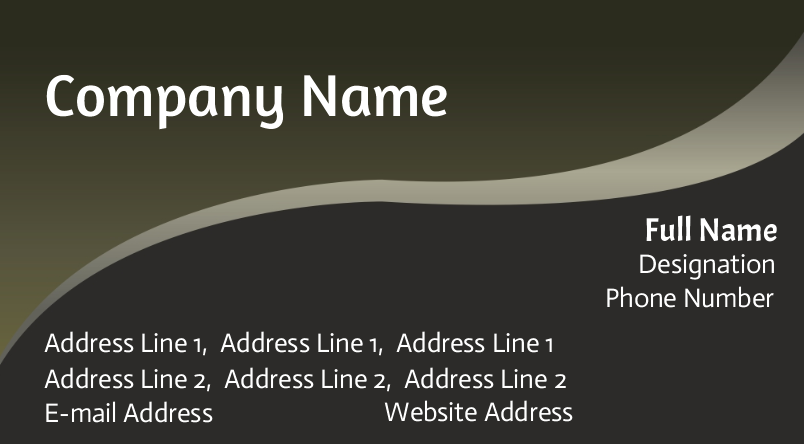 Company Name
Full Name
Designation
Phone Number
Address Line 1,  Address Line 1,  Address Line 1
Address Line 2,  Address Line 2,  Address Line 2
E-mail Address
Website Address